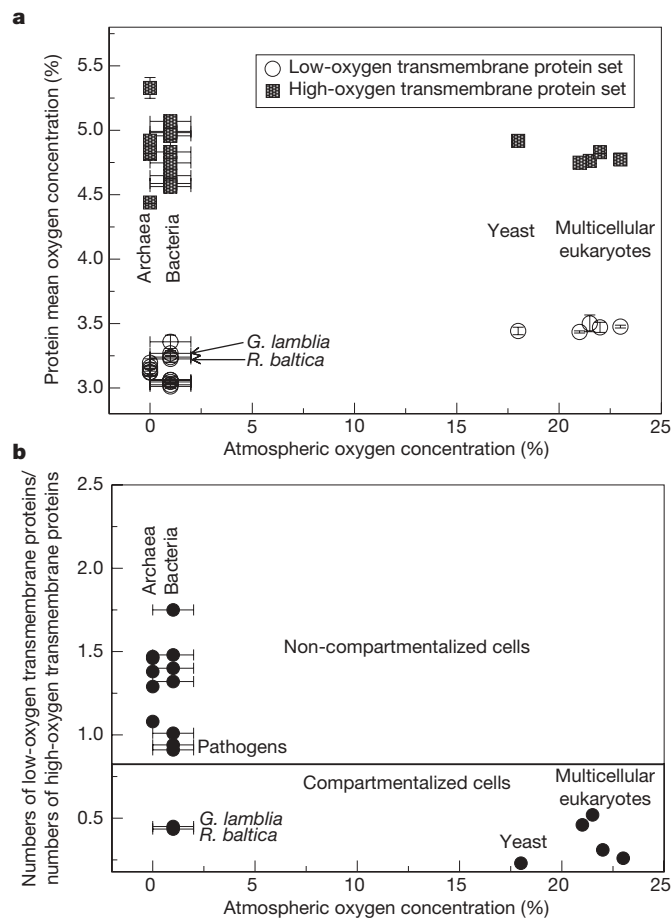 a
Low-oxygen transmembrane protein set
High-oxygen transmembrane protein set
Protein mean oxygen concentration (%)
5.5
5.0
4.5
4.0
3.5
3.0
Archaea
Bacteria
Yeast
Multicellular
eukaryotes
G. lamblia
R. baltica
0 5 10 15 20 25
Atmospheric oxygen concentration (%)
b
Numbers of low-oxygen transmembrane proteins/
numbers of high-oxygen transmembrane proteins
2.5
2.0
1.5
1.0
0.5
Archaea
Bacteria
Non-compartmentalized cells
Pathogens
Compartmentalized cells
Multicellular
eukaryotes
G. lamblia
R. baltica
Yeast
0 5 10 15 20 25
Atmospheric oxygen concentration (%)